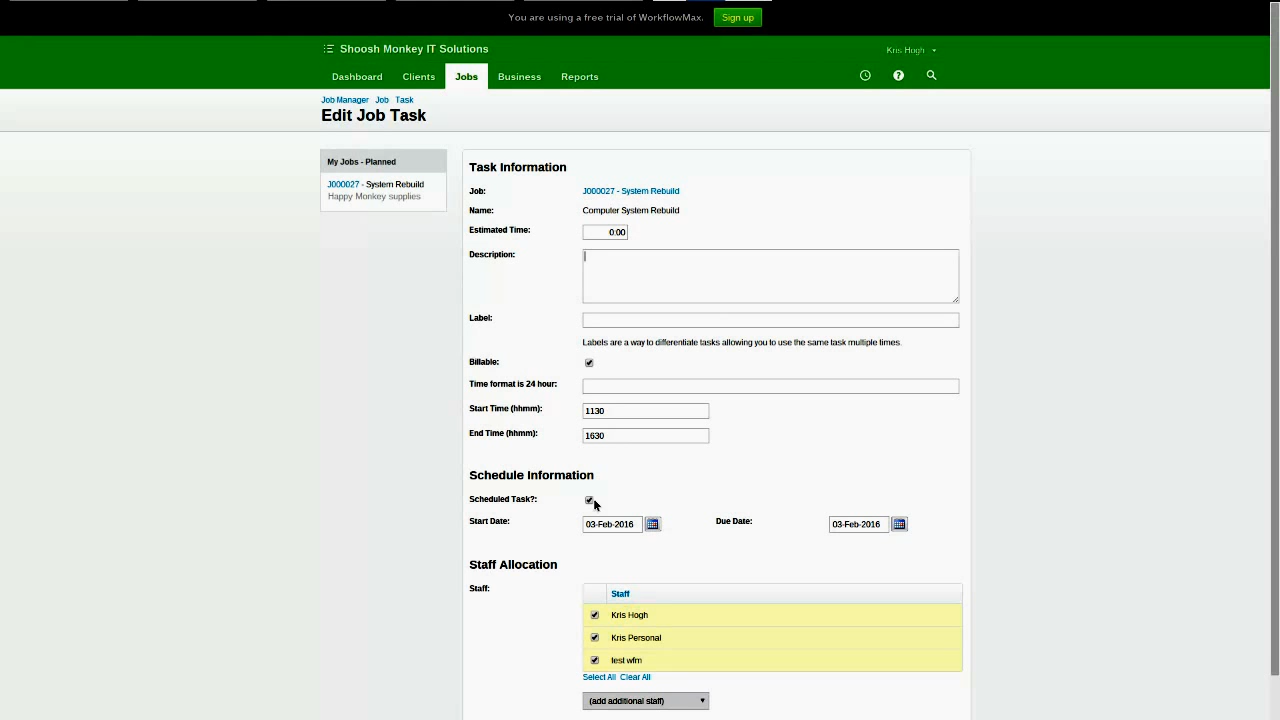 You are using a free trial of WorkflowMax. Sign up
Shoosh Monkey IT Solutions
Kris Hogh
Dashboard Clients Jobs Business Reports
Job Manager Job Task
Edit Job Task
My Jobs - Planned
J000027 - System Rebuild
Happy Monkey supplies
Task Information
Job: J000027 - System Rebuild
Name: Computer System Rebuild
Estimated Time: 0:00
Description:
Label:
Labels are a way to differentiate tasks allowing you to use the same task multiple times.
Billable:
Time format is 24 hour:
Start Time (hhmm): 1130
End Time (hhmm): 1630
Schedule Information
Scheduled Task?:
Start Date: 03-Feb-2016 Due Date: 03-Feb-2016
Staff Allocation
Staff: Staff
Kris Hogh
Kris Personal
test wfm
Select All Clear All
(add additional staff)